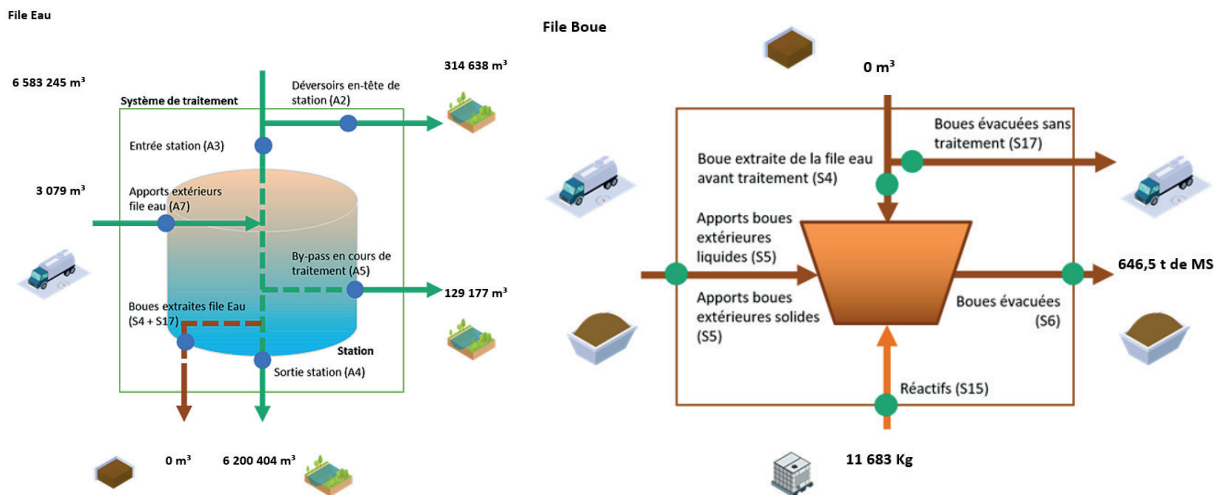 File Eau
6 583 245 m³
314 638 m³
Déversoirs en-tête de
station (A2)
Système de traitement
Entrée station (A3)
3 079 m³
Apports extérieurs
file eau (A7)
By-pass en cours de
traitement (A5)
129 177 m³
Boues extraites file Eau
(S4 + S17)
Station
Sortie station (A4)
0 m³
6 200 404 m³
File Boue
0 m³
Boues évacuées sans
traitement (S17)
Boue extraite de la file eau
avant traitement (S4)
Apports boues
extérieures
liquides (S5)
646,5 t de MS
Apports boues
extérieures solides
(S5)
Boues évacuées
(S6)
Réactifs (S15)
11 683 Kg